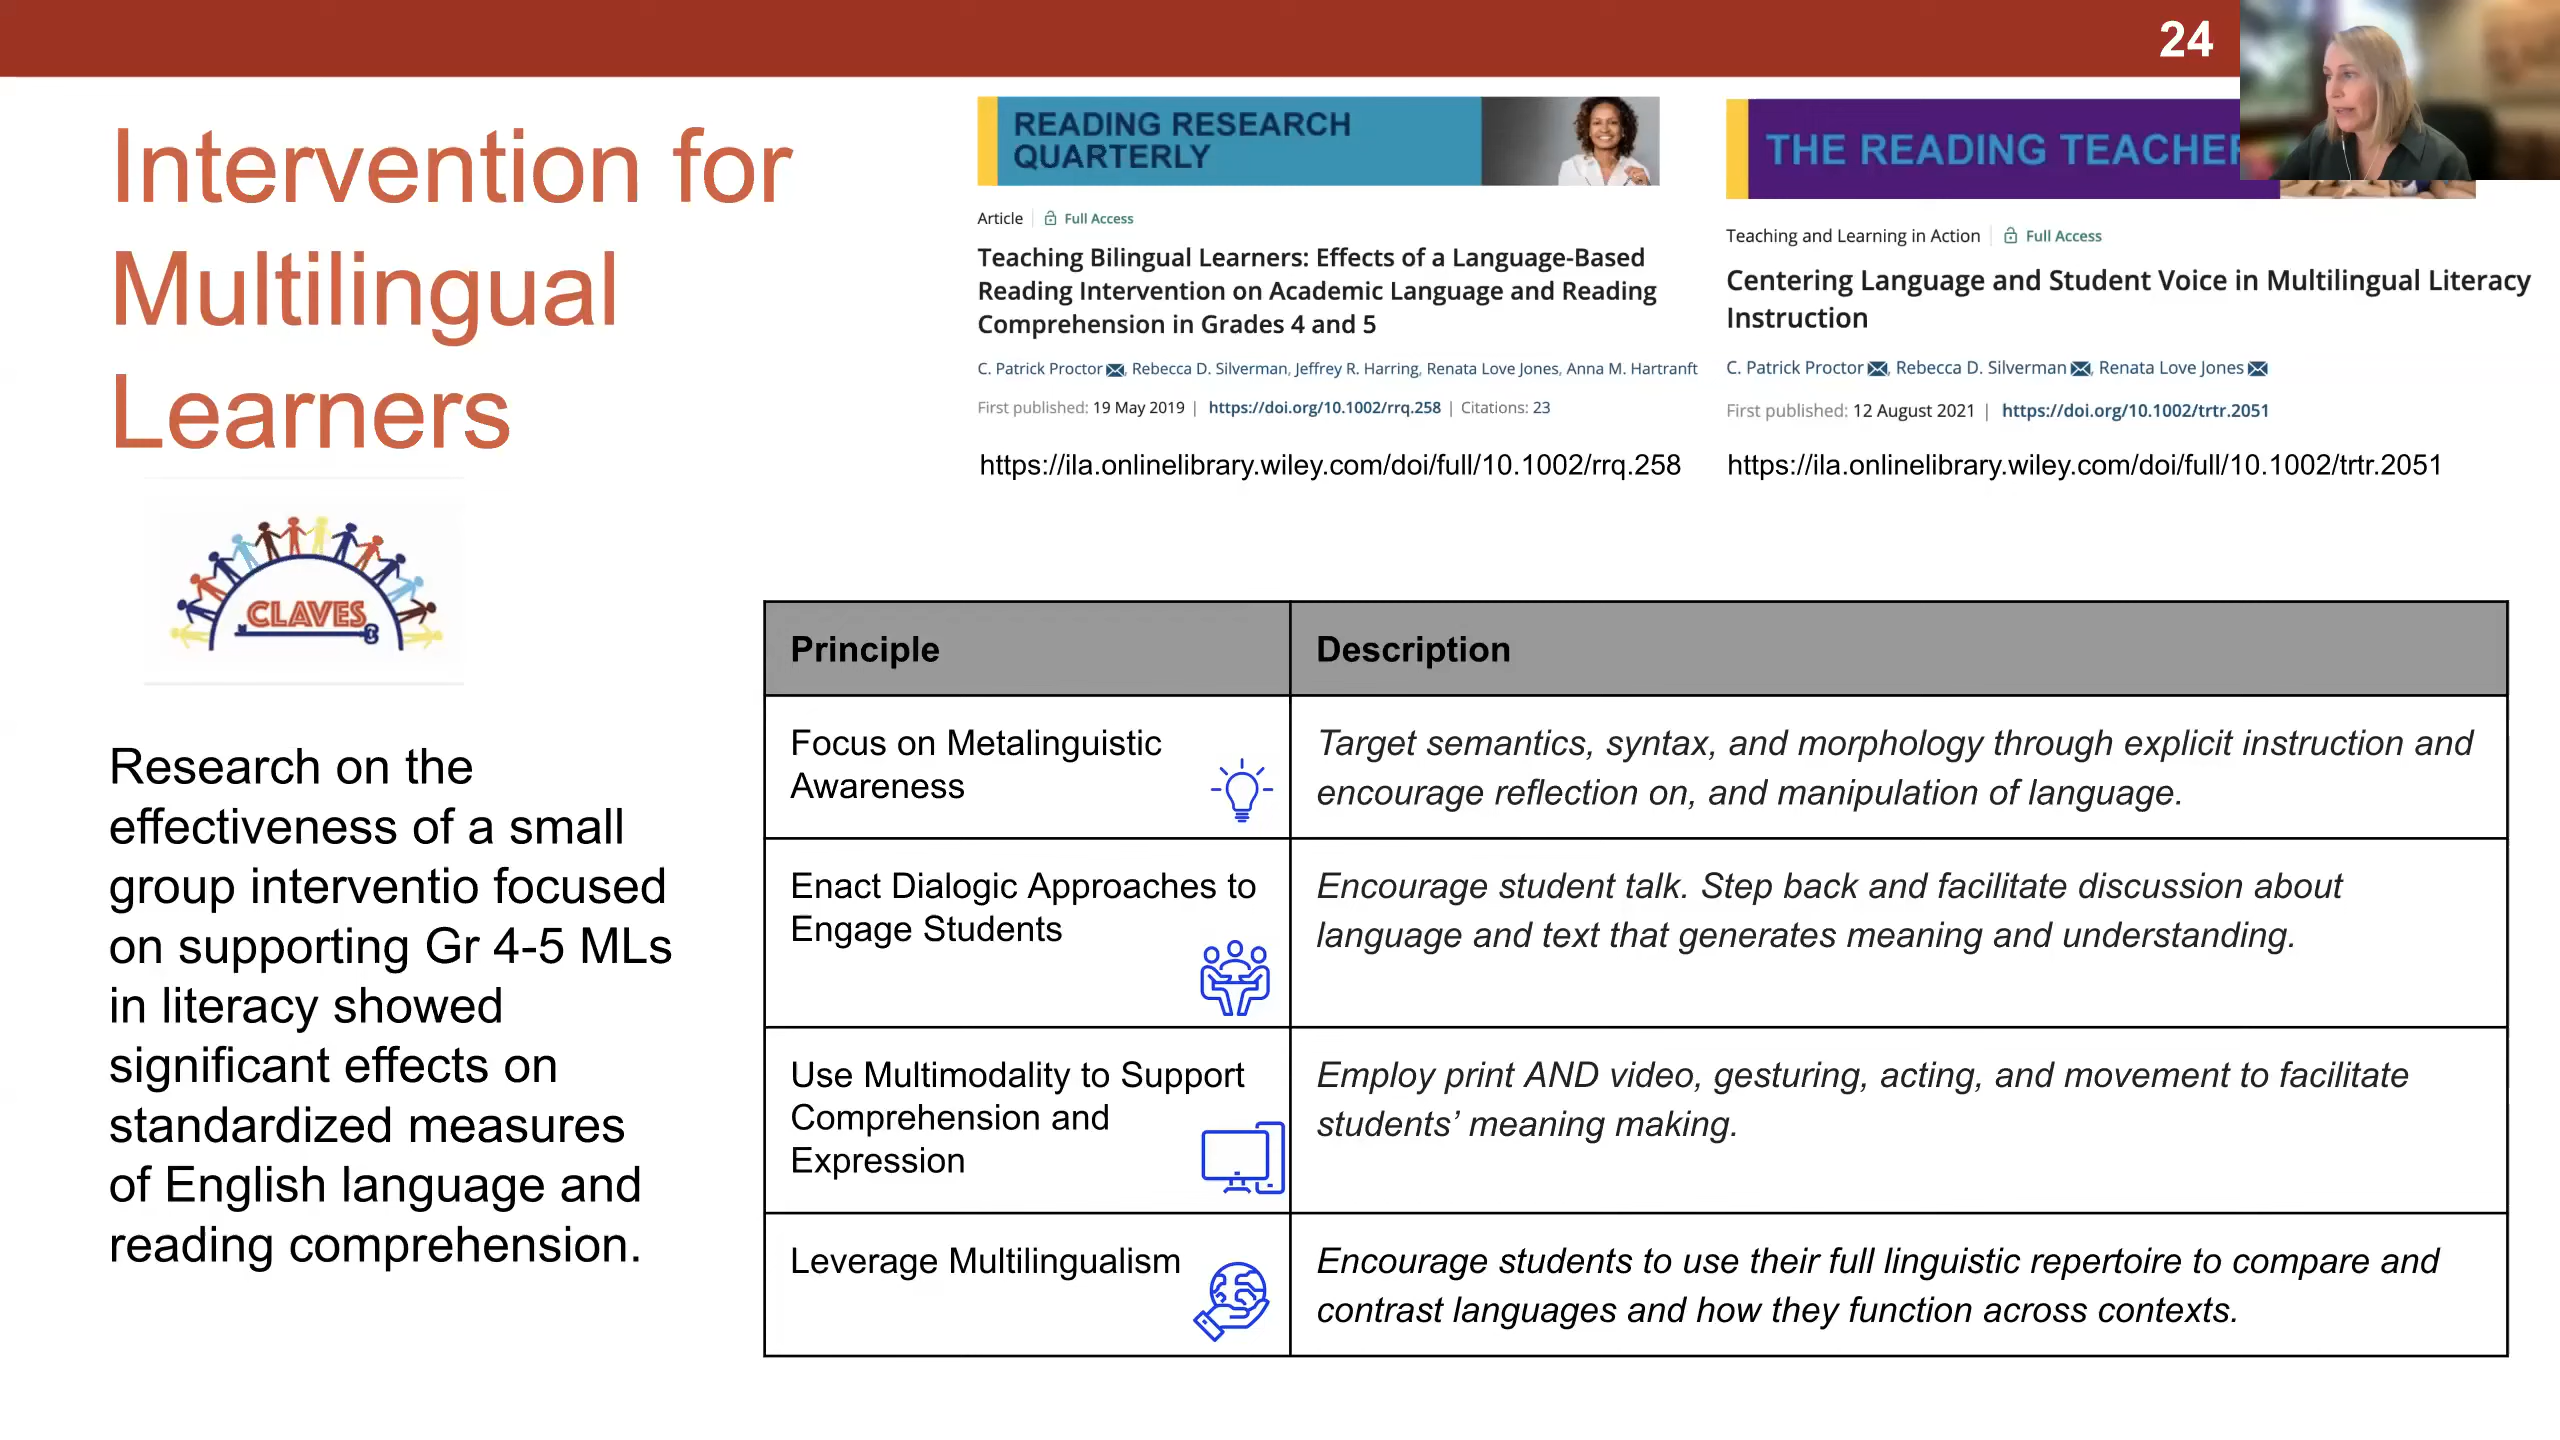 24
Intervention for
Multilingual
Learners
CLAVES
Research on the
effectiveness of a small
group interventio focused
on supporting Gr 4-5 MLs
in literacy showed
significant effects on
standardized measures
of English language and
reading comprehension.
READING RESEARCH
QUARTERLY
Article | Full Access
Teaching Bilingual Learners: Effects of a Language-Based
Reading Intervention on Academic Language and Reading
Comprehension in Grades 4 and 5
C. Patrick Proctor, Rebecca D. Silverman, Jeffrey R. Harring, Renata Love Jones, Anna M. Hartranft
First published: 19 May 2019 | https://doi.org/10.1002/rrq.258 | Citations: 23
https://ila.onlinelibrary.wiley.com/doi/full/10.1002/rrq.258
THE READING TEACHER
Teaching and Learning in Action | Full Access
Centering Language and Student Voice in Multilingual Literacy
Instruction
C. Patrick Proctor, Rebecca D. Silverman, Renata Love Jones
First published: 12 August 2021 | https://doi.org/10.1002/trtr.2051
https://ila.onlinelibrary.wiley.com/doi/full/10.1002/trtr.2051
Principle
Description
Focus on Metalinguistic
Awareness
Target semantics, syntax, and morphology through explicit instruction and
encourage reflection on, and manipulation of language.
Enact Dialogic Approaches to
Engage Students
Encourage student talk. Step back and facilitate discussion about
language and text that generates meaning and understanding.
Use Multimodality to Support
Comprehension and
Expression
Employ print AND video, gesturing, acting, and movement to facilitate
students’ meaning making.
Leverage Multilingualism
Encourage students to use their full linguistic repertoire to compare and
contrast languages and how they function across contexts.